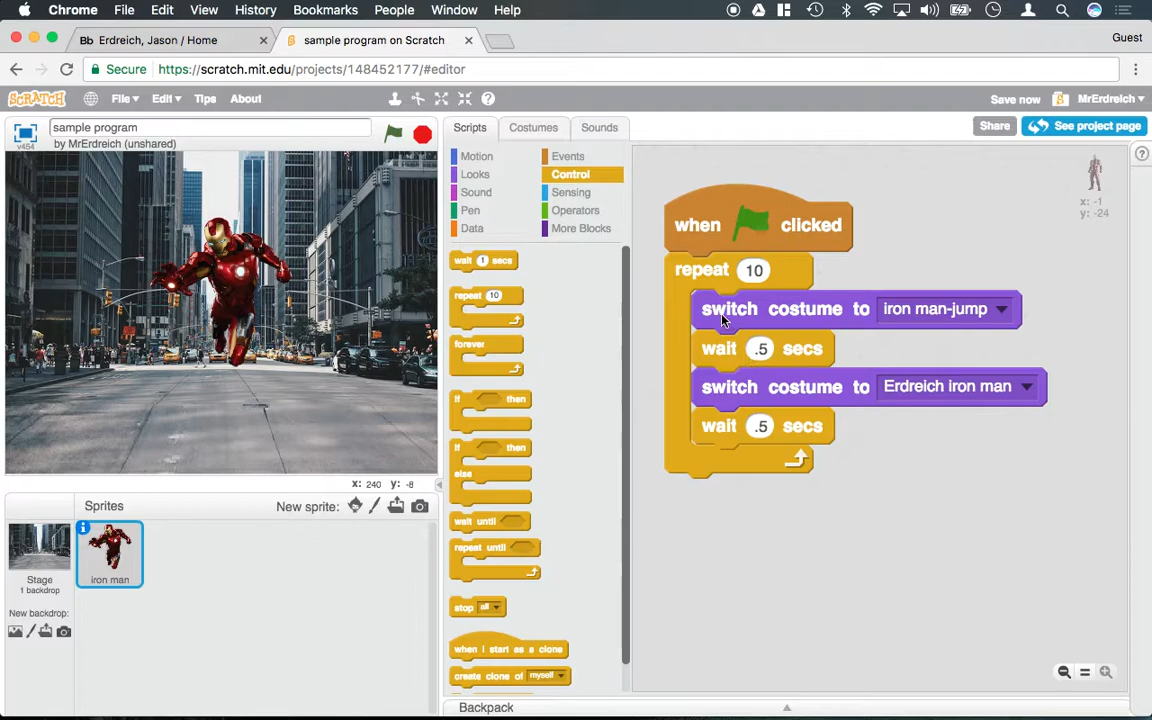 Chrome File Edit View History Bookmarks People Window Help
Bb Erdreich, Jason / Home
sample program on Scratch
Guest
Secure https://scratch.mit.edu/projects/148452177/#editor
SCRATCH File Edit Tips About
Save now MrErdreich
sample program
by MrErdreich (unshared)
v454
Scripts Costumes Sounds
Share See project page
Motion Events
Looks Control
Sound Sensing
Pen Operators
Data More Blocks
wait 1 secs
repeat 10
forever
if then
if then
else
wait until
repeat until
stop all
when I start as a clone
create clone of myself
when clicked
repeat 10
switch costume to iron man-jump
wait .5 secs
switch costume to Erdreich iron man
wait .5 secs
x: -1
y: -24
x: 240 y: -8
Sprites New sprite:
Stage
1 backdrop
New backdrop:
iron man
Backpack